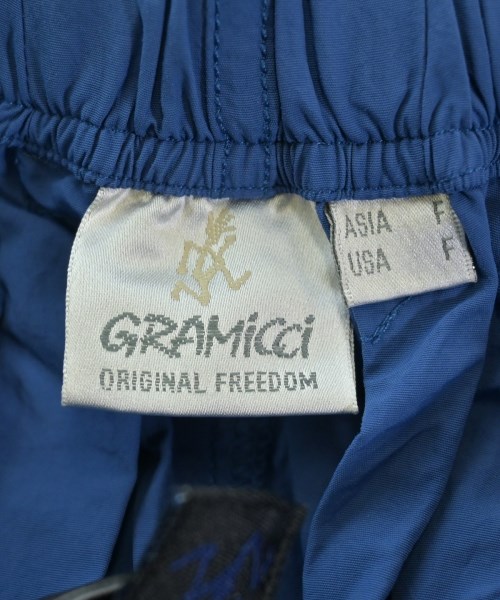 GRAMICCI
ORIGINAL FREEDOM
ASIA F
USA F